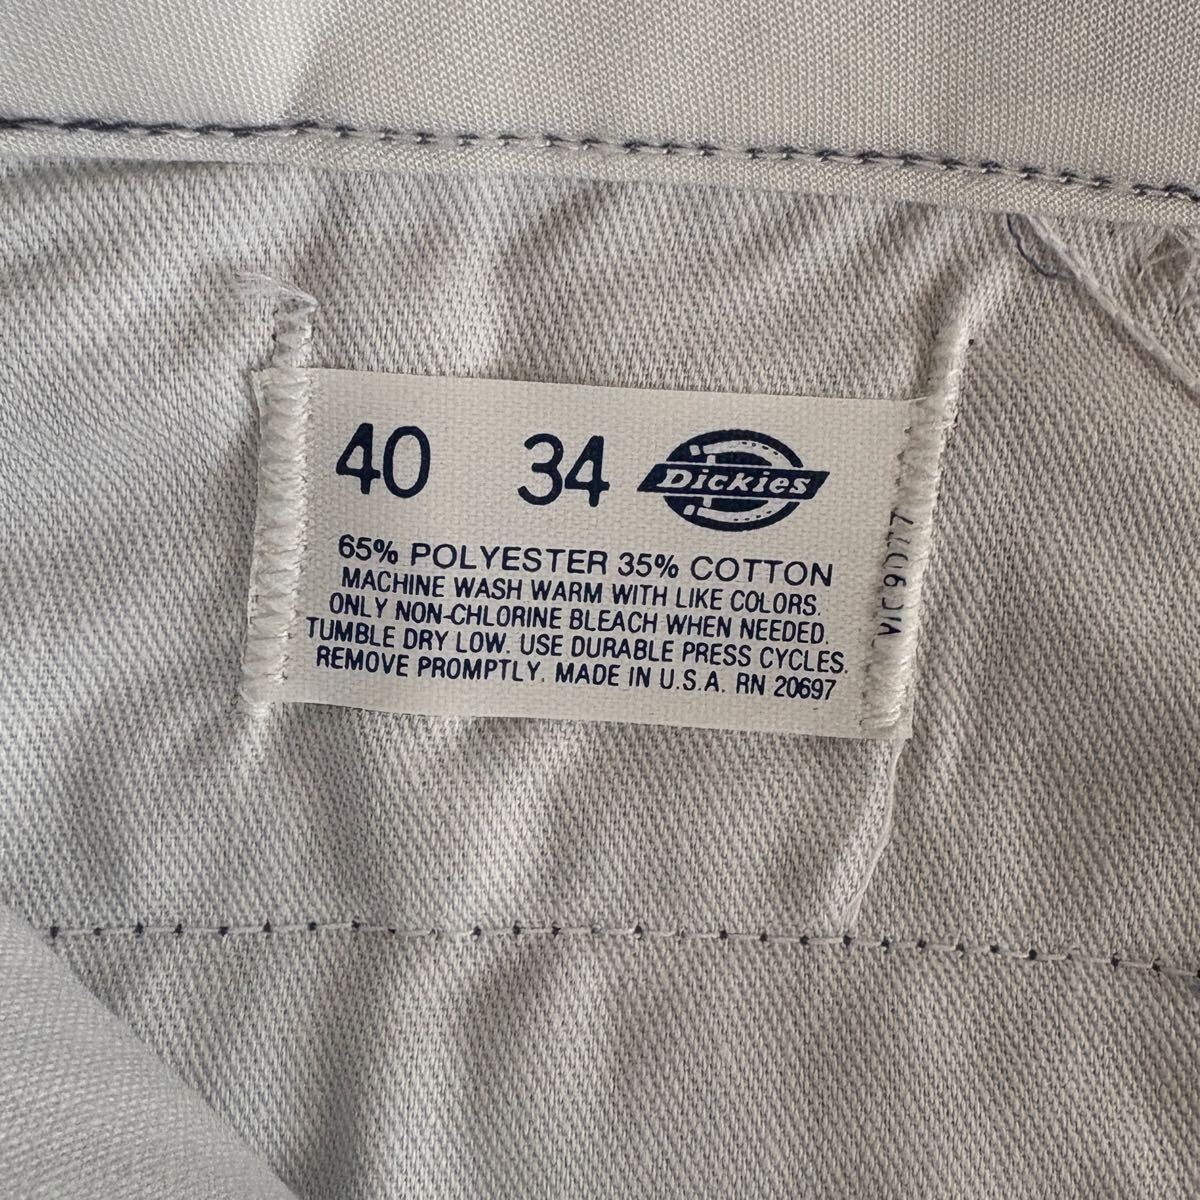 40 34 Dickies
65% POLYESTER 35% COTTON
MACHINE WASH WARM WITH LIKE COLORS.
ONLY NON-CHLORINE BLEACH WHEN NEEDED.
TUMBLE DRY LOW. USE DURABLE PRESS CYCLES.
REMOVE PROMPTLY. MADE IN U.S.A. RN 20697